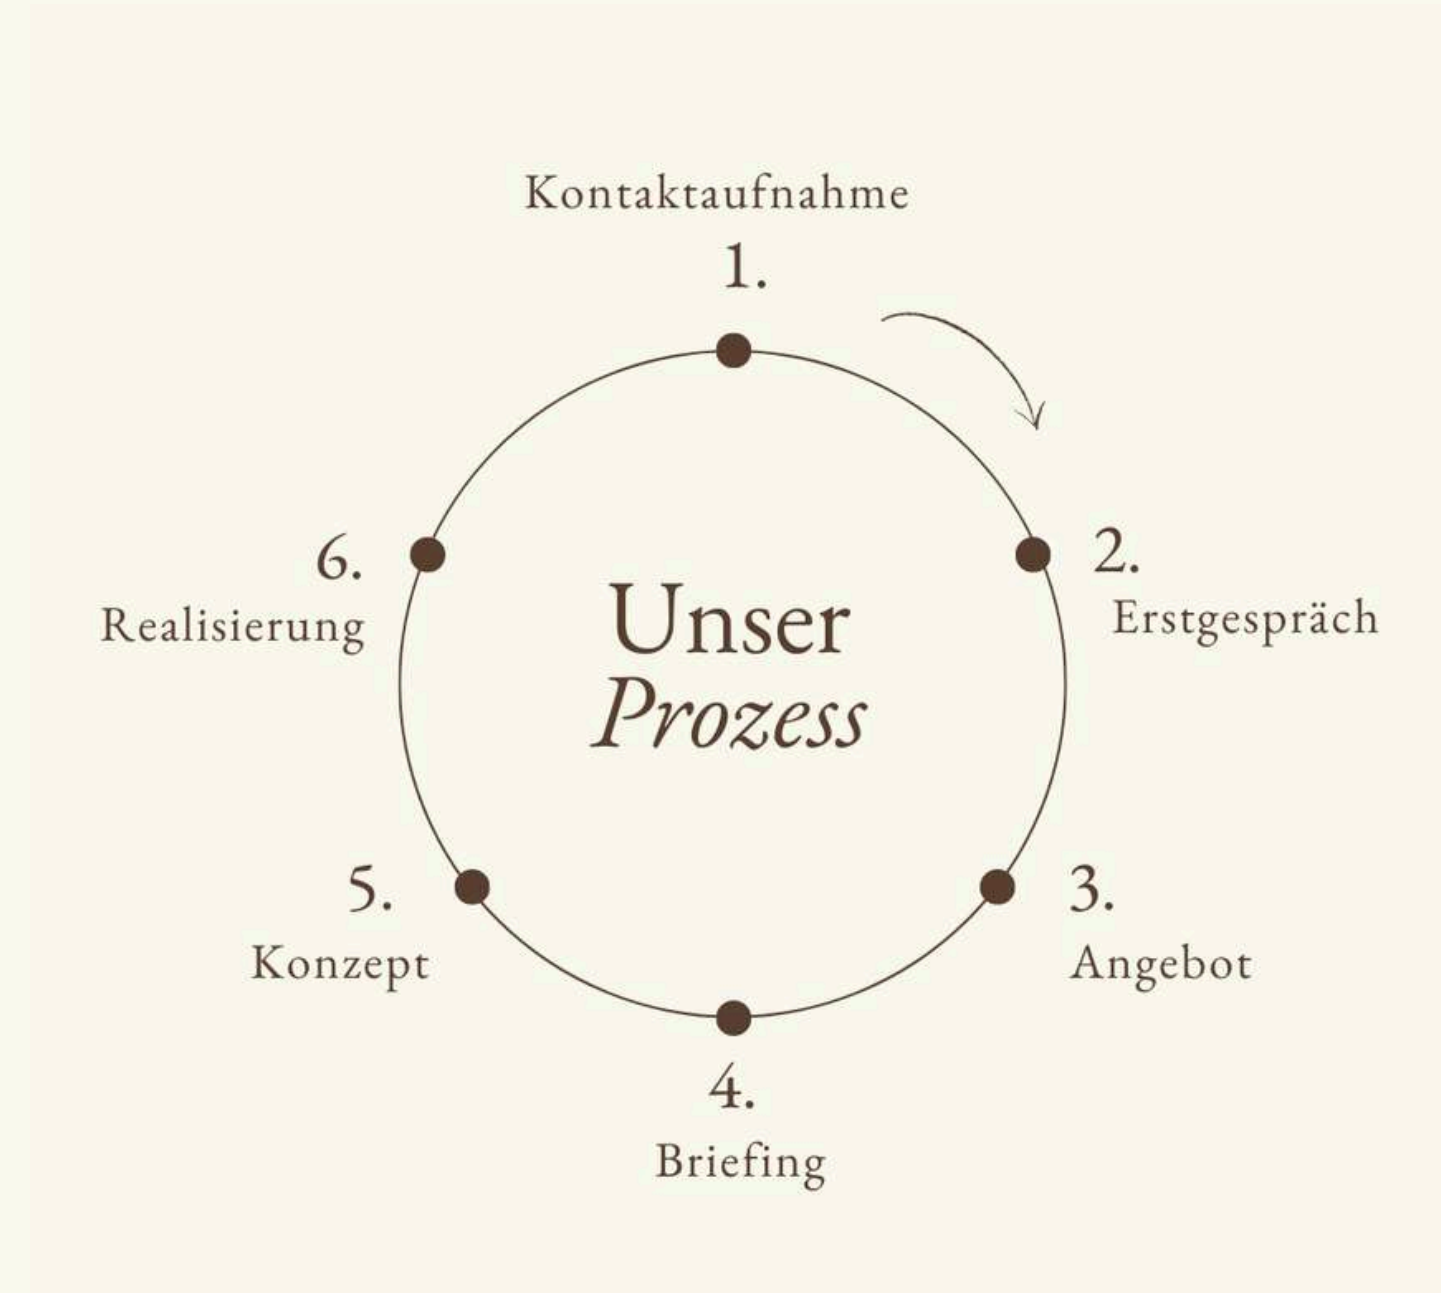 Kontaktaufnahme
1.
2.
Erstgespräch
3.
Angebot
4.
Briefing
5.
Konzept
6.
Realisierung
Unser
Prozess